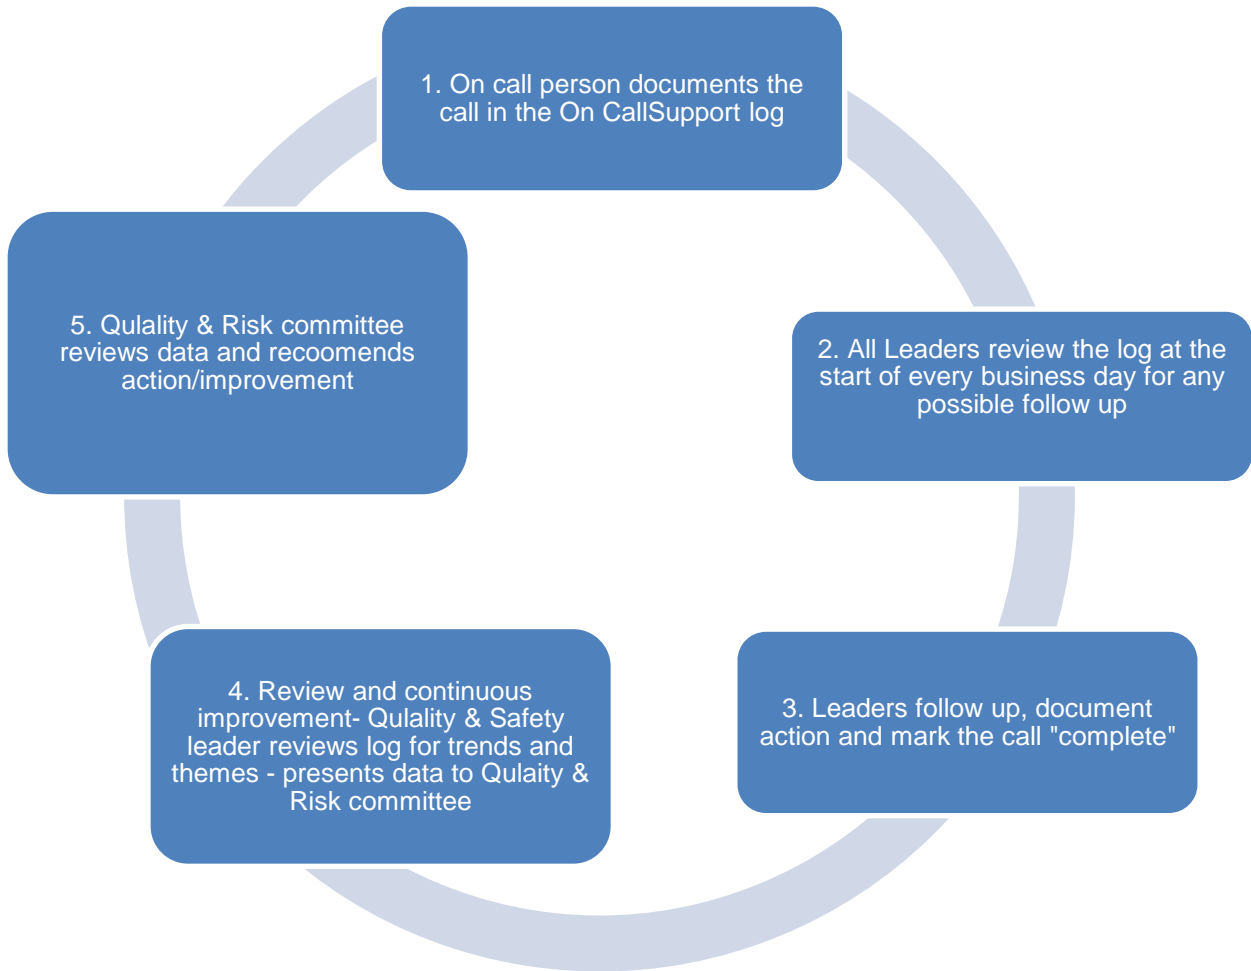 1. On call person documents the
call in the On CallSupport log
2. All Leaders review the log at the
start of every business day for any
possible follow up
3. Leaders follow up, document
action and mark the call "complete"
4. Review and continuous
improvement- Qulality & Safety
leader reviews log for trends and
themes - presents data to Qulaity &
Risk committee
5. Qulality & Risk committee
reviews data and recoomends
action/improvement